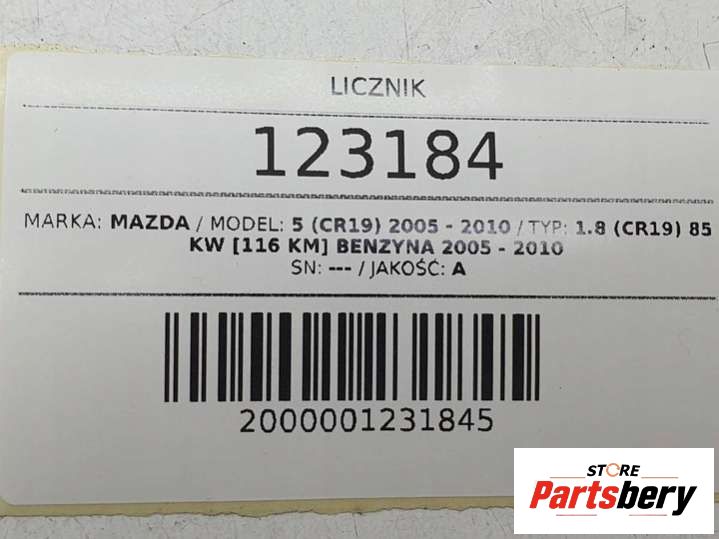 LICZNIK
123184
MARKA: MAZDA / MODEL: 5 (CR19) 2005 - 2010 / TYP: 1.8 (CR19) 85
KW [116 KM] BENZYNA 2005 - 2010
SN: --- / JAKOŚĆ: A
2000001231845
STORE
Partsbery